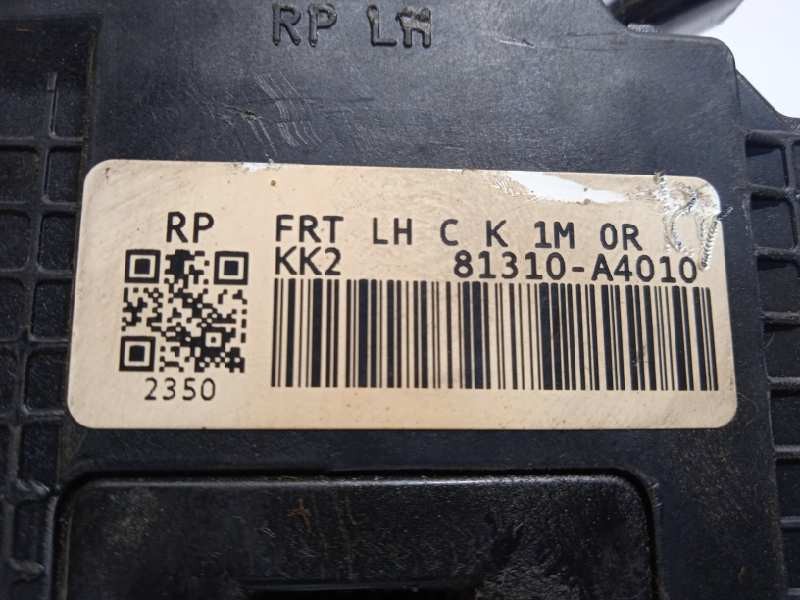 RP LH
RP FRT LH C K 1M 0R
KK2 81310-A4010
2350